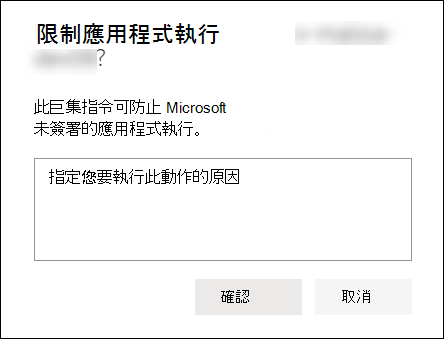 限制應用程式執行
?
此巨集指令可防止 Microsoft
未簽署的應用程式執行。
指定您要執行此動作的原因
確認
取消